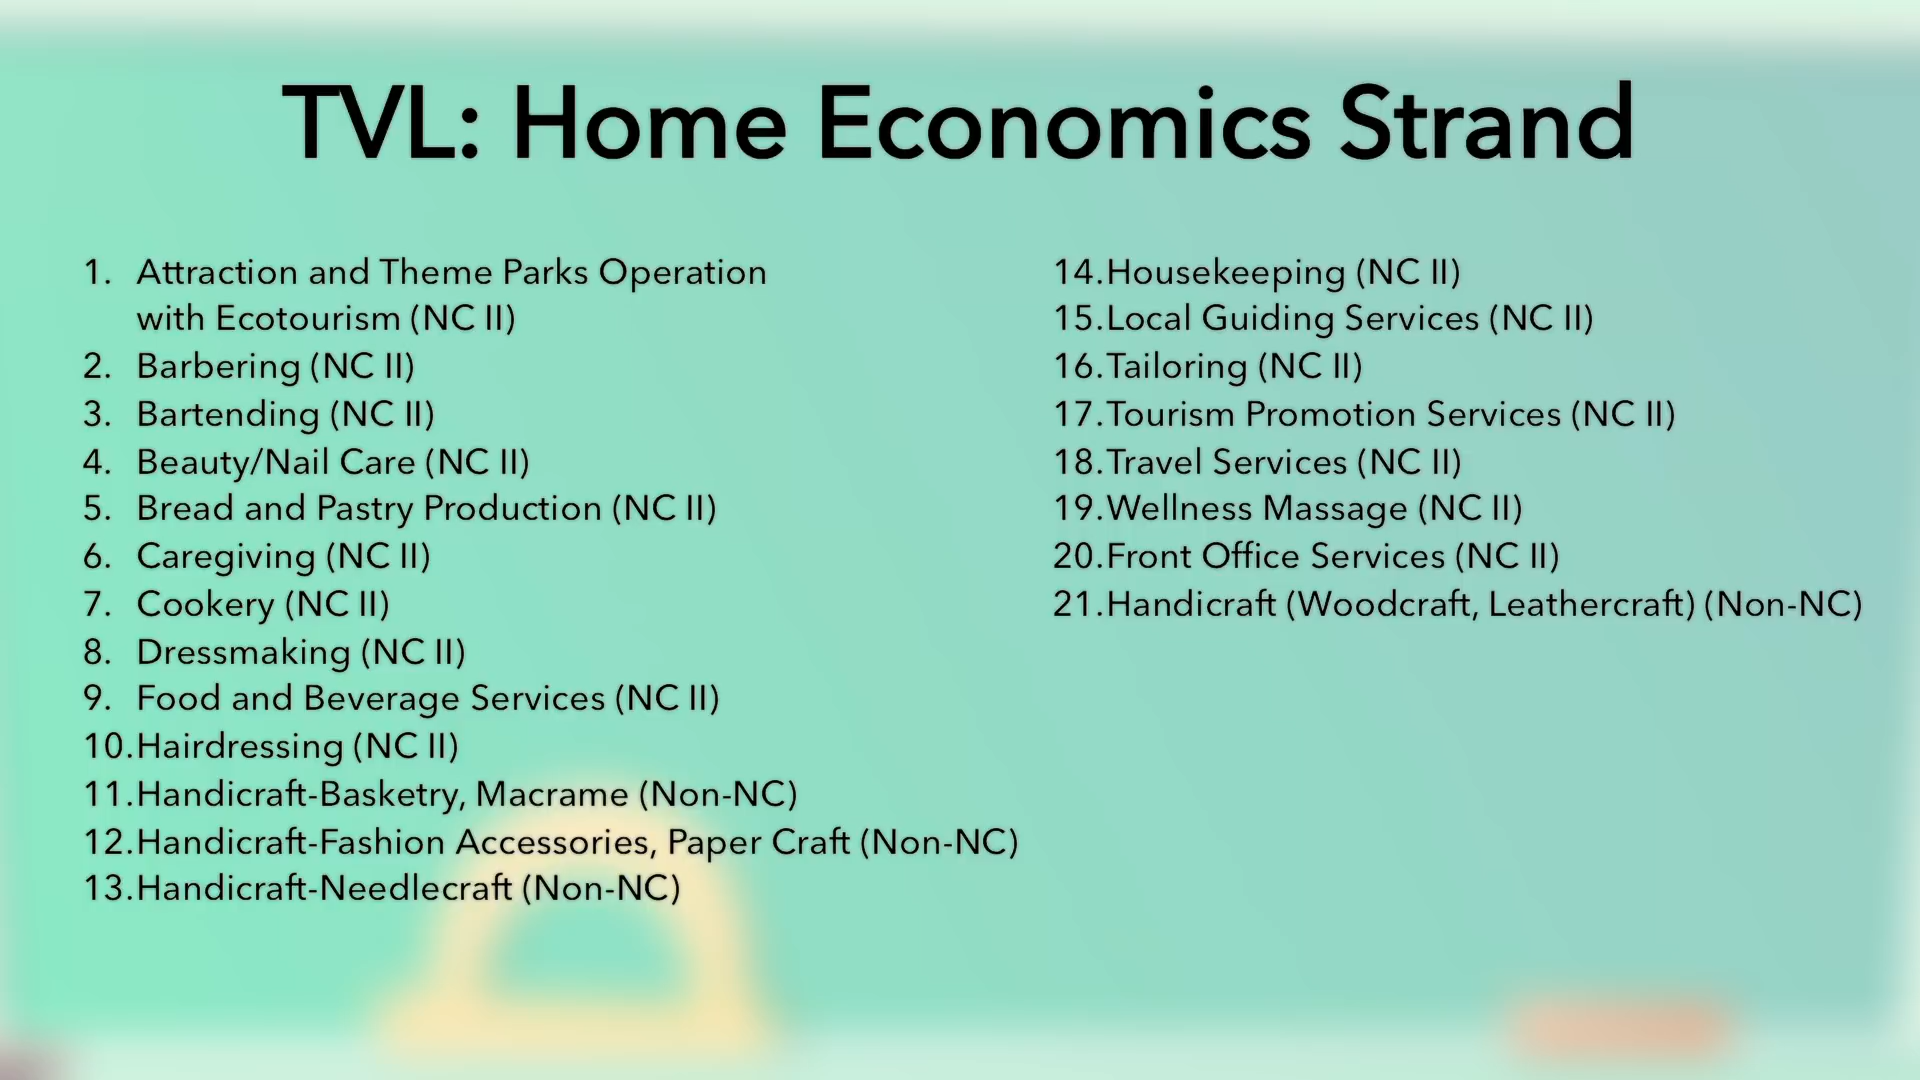 TVL: Home Economics Strand
1. Attraction and Theme Parks Operation
with Ecotourism (NC II)
2. Barbering (NC II)
3. Bartending (NC II)
4. Beauty/Nail Care (NC II)
5. Bread and Pastry Production (NC II)
6. Caregiving (NC II)
7. Cookery (NC II)
8. Dressmaking (NC II)
9. Food and Beverage Services (NC II)
10.Hairdressing (NC II)
11.Handicraft-Basketry, Macrame (Non-NC)
12.Handicraft-Fashion Accessories, Paper Craft (Non-NC)
13.Handicraft-Needlecraft (Non-NC)
14.Housekeeping (NC II)
15.Local Guiding Services (NC II)
16.Tailoring (NC II)
17.Tourism Promotion Services (NC II)
18.Travel Services (NC II)
19.Wellness Massage (NC II)
20.Front Office Services (NC II)
21.Handicraft (Woodcraft, Leathercraft) (Non-NC)